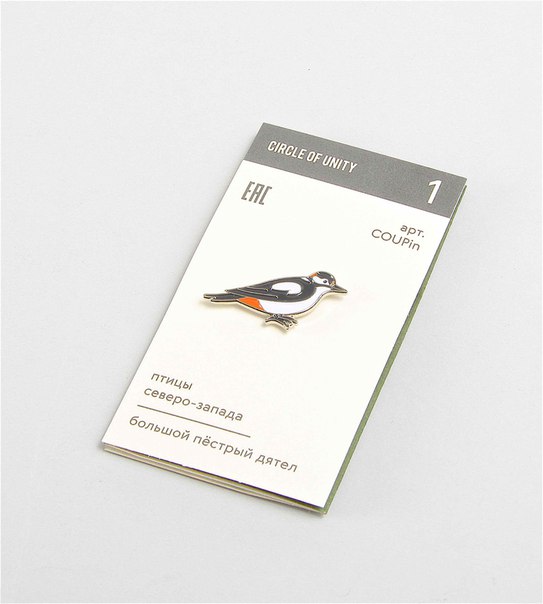 CIRCLE OF UNITY
1
EAC
арт.
COUPin
птицы
северо-запада
большой пёстрый дятел